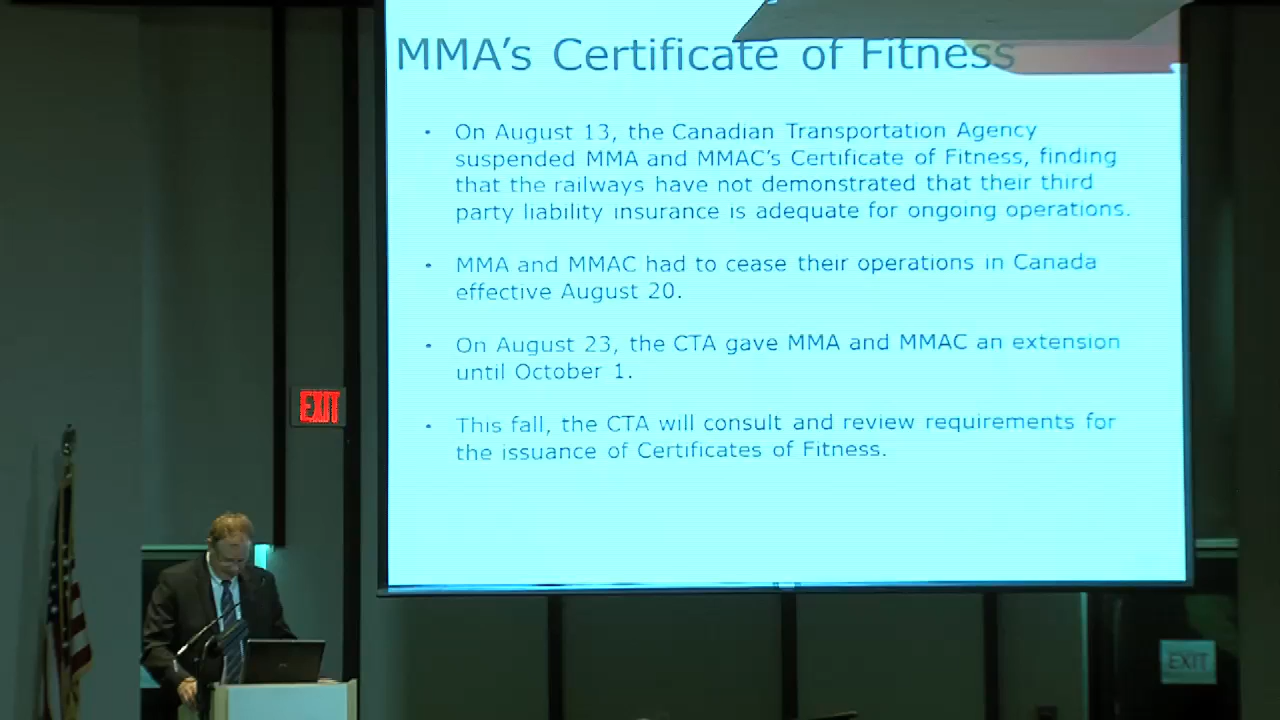 MMA's Certificate of Fitness
• On August 13, the Canadian Transportation Agency
suspended MMA and MMAC's Certificate of Fitness, finding
that the railways have not demonstrated that their third
party liability insurance is adequate for ongoing operations.
• MMA and MMAC had to cease their operations in Canada
effective August 20.
• On August 23, the CTA gave MMA and MMAC an extension
until October 1.
• This fall, the CTA will consult and review requirements for
the issuance of Certificates of Fitness.
EXIT
EXIT